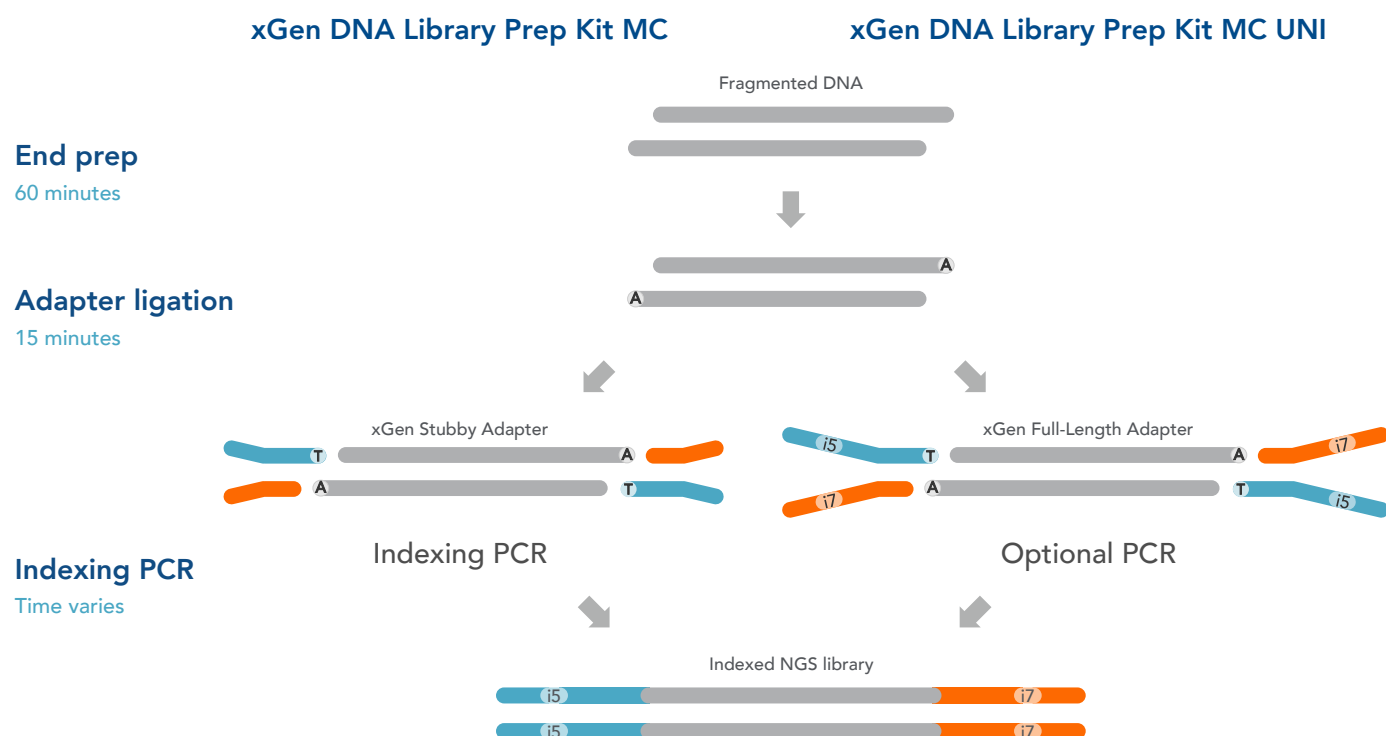 xGen DNA Library Prep Kit MC
xGen DNA Library Prep Kit MC UNI
Fragmented DNA
End prep
60 minutes
A
A
Adapter ligation
15 minutes
xGen Stubby Adapter
xGen Full-Length Adapter
T
A
A
T
i5
T
A
i7
i7
A
T
i5
Indexing PCR
Optional PCR
Indexing PCR
Time varies
Indexed NGS library
i5
i7
i5
i7